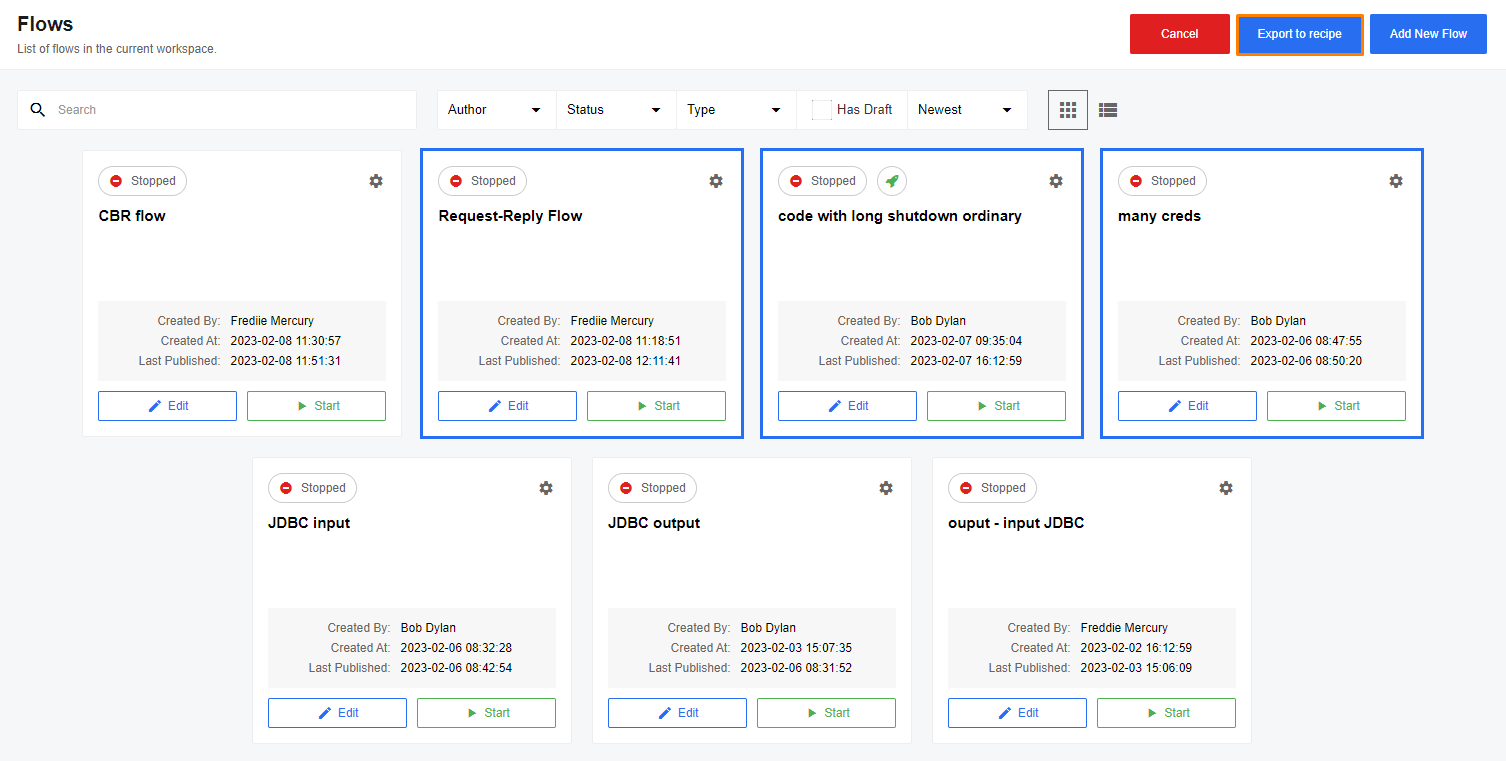 Flows
List of flows in the current workspace.
Cancel
Export to recipe
Add New Flow
Search
Author
Status
Type
Has Draft
Newest
Stopped
CBR flow
Created By: Frediie Mercury
Created At: 2023-02-08 11:30:57
Last Published: 2023-02-08 11:51:31
Edit
Start
Stopped
Request-Reply Flow
Created By: Frediie Mercury
Created At: 2023-02-08 11:18:51
Last Published: 2023-02-08 12:11:41
Edit
Start
Stopped
code with long shutdown ordinary
Created By: Bob Dylan
Created At: 2023-02-07 09:35:04
Last Published: 2023-02-07 16:12:59
Edit
Start
Stopped
many creds
Created By: Bob Dylan
Created At: 2023-02-06 08:47:55
Last Published: 2023-02-06 08:50:20
Edit
Start
Stopped
JDBC input
Created By: Bob Dylan
Created At: 2023-02-06 08:32:28
Last Published: 2023-02-06 08:42:54
Edit
Start
Stopped
JDBC output
Created By: Bob Dylan
Created At: 2023-02-03 15:07:35
Last Published: 2023-02-06 08:31:52
Edit
Start
Stopped
ouput - input JDBC
Created By: Freddie Mercury
Created At: 2023-02-02 16:12:59
Last Published: 2023-02-03 15:06:09
Edit
Start